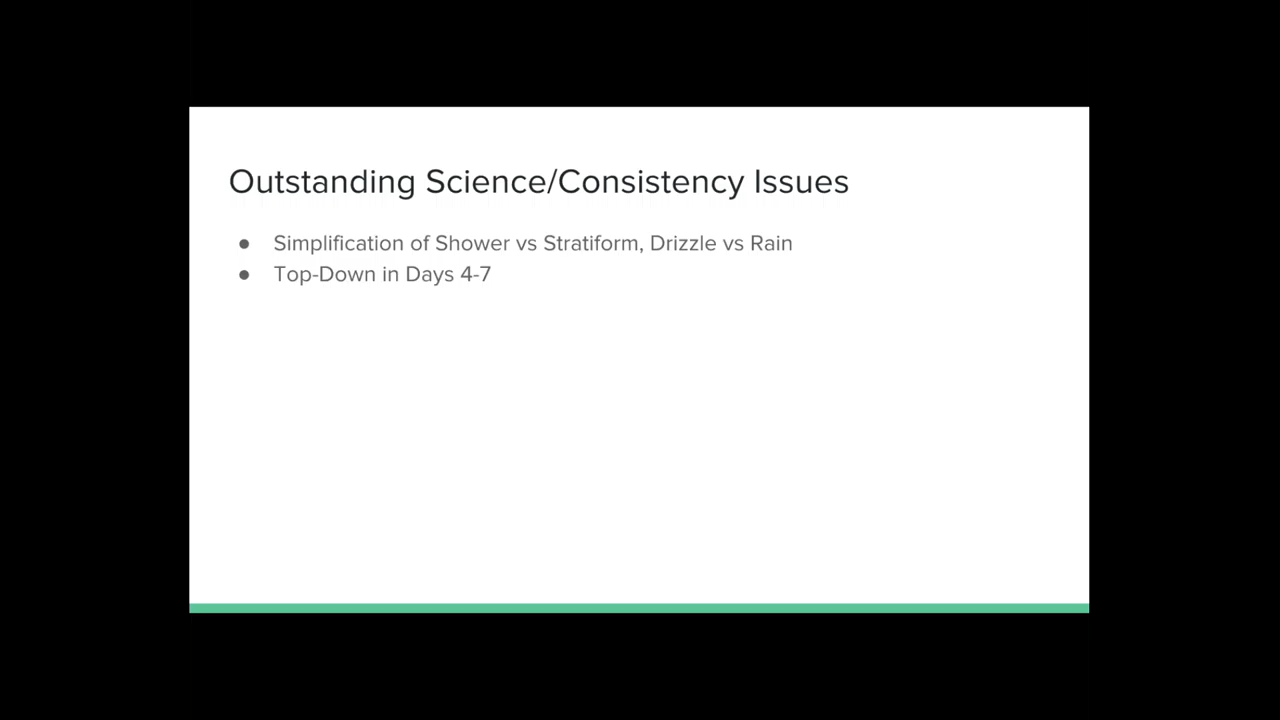 Outstanding Science/Consistency Issues
● Simplification of Shower vs Stratiform, Drizzle vs Rain
● Top-Down in Days 4-7